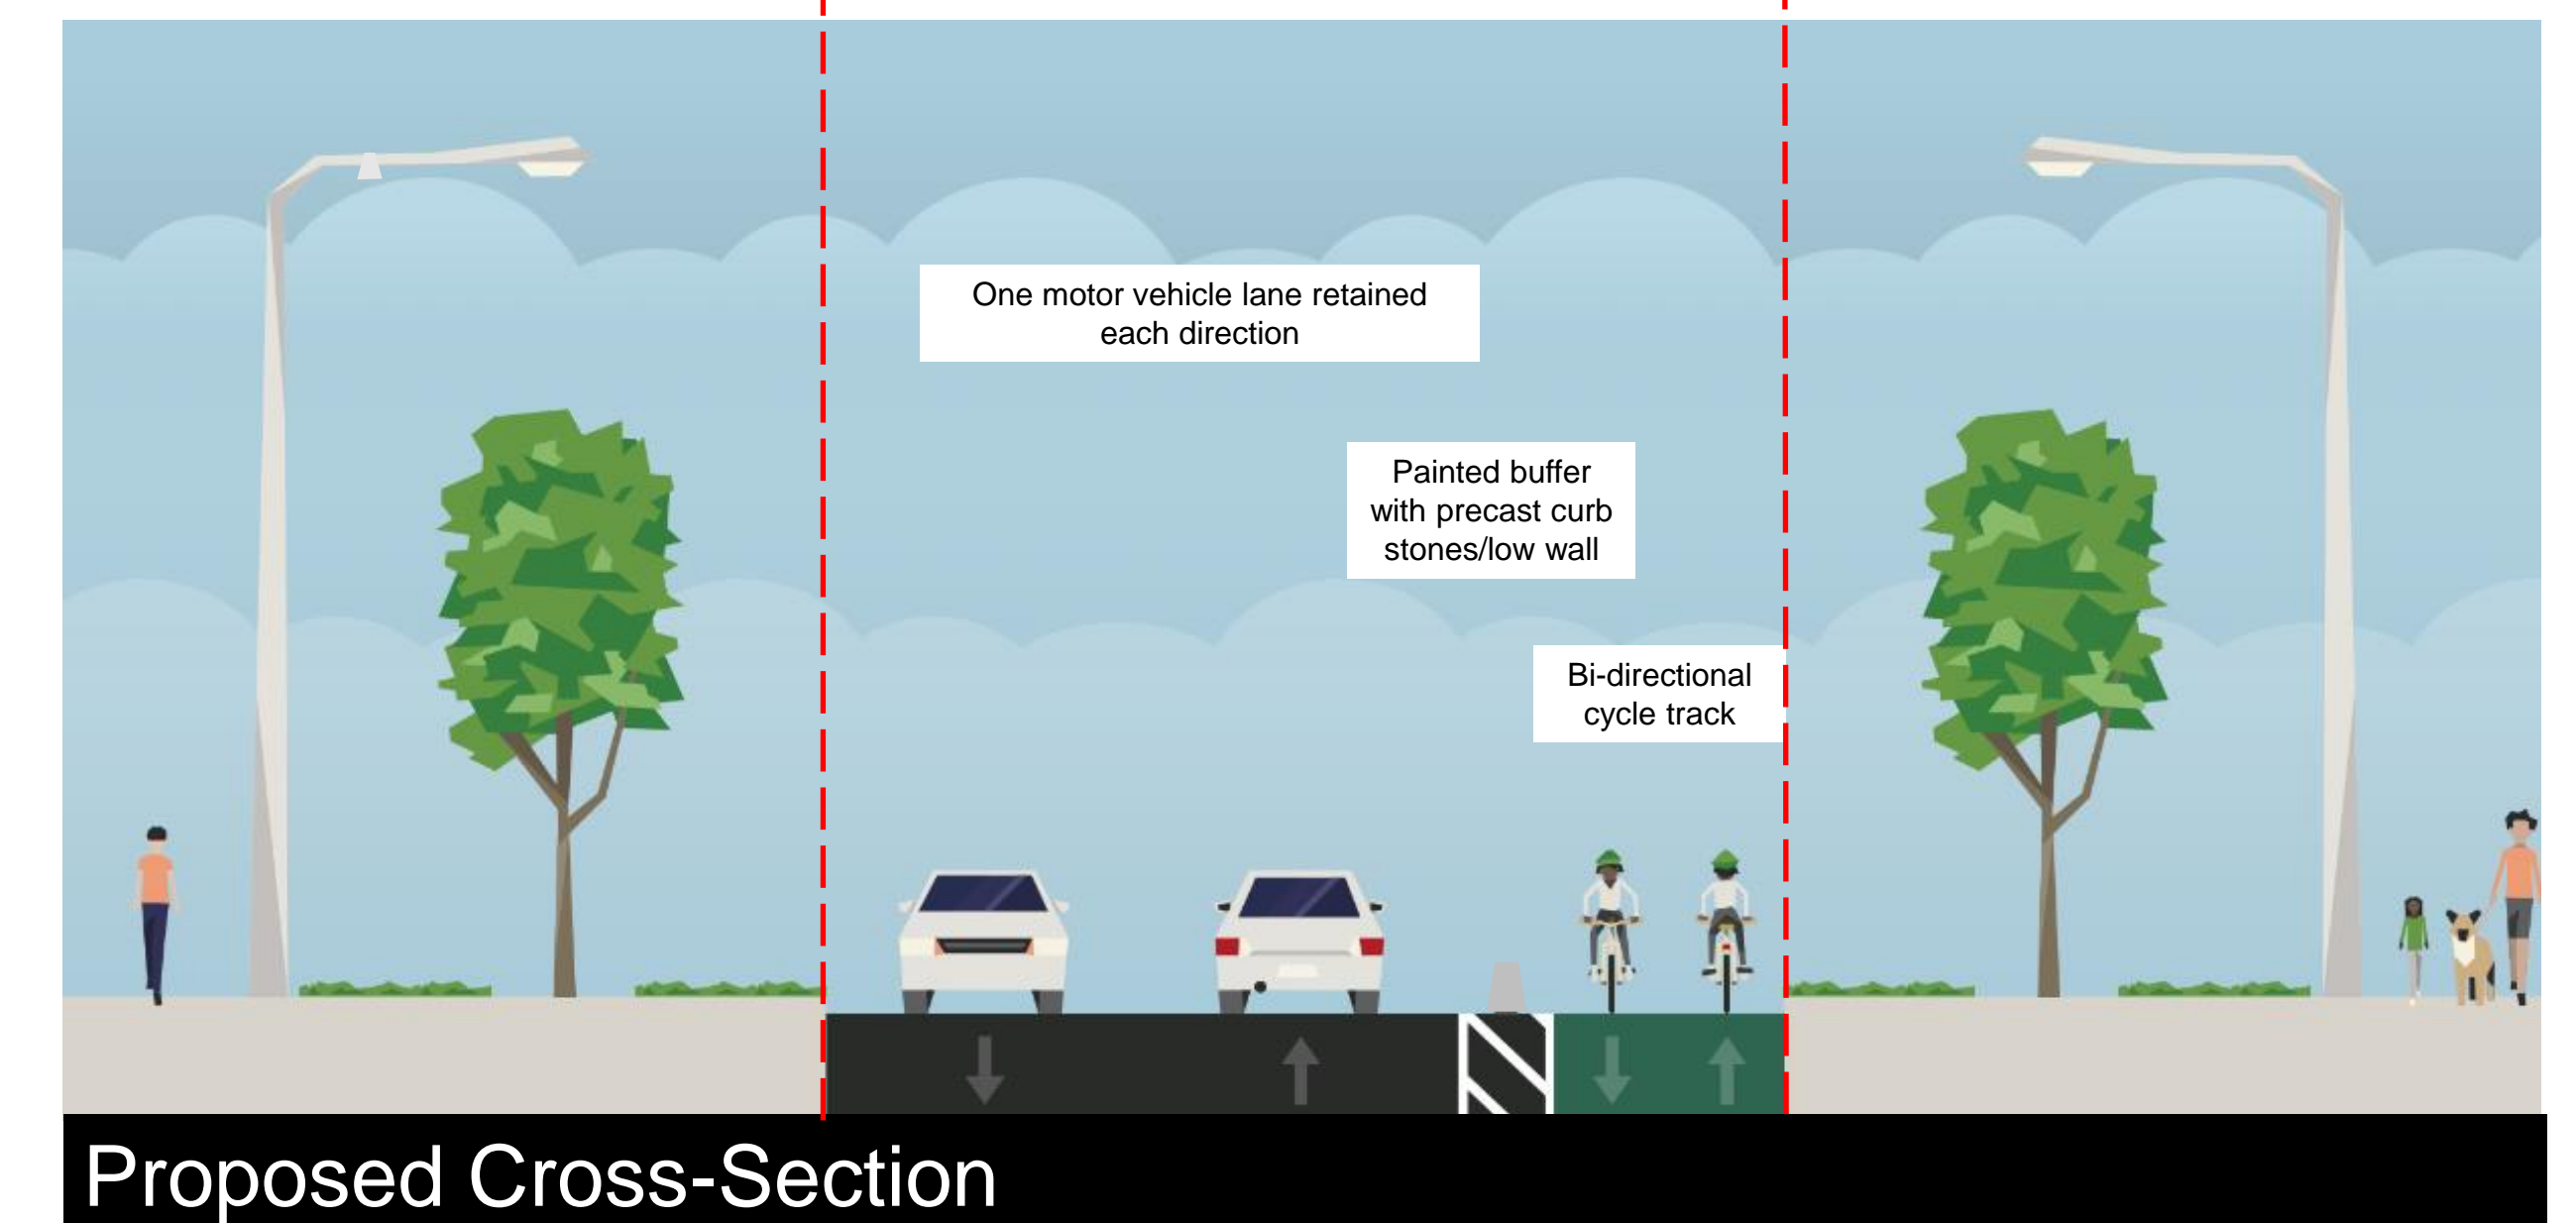 One motor vehicle lane retained
each direction
Painted buffer
with precast curb
stones/low wall
Bi-directional
cycle track
Proposed Cross-Section